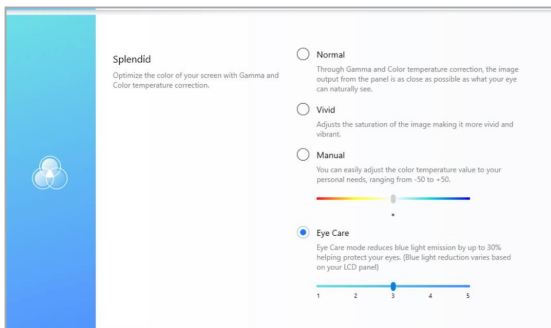 Splendid
Optimize the color of your screen with Gamma and
Color temperature correction.
Normal
Through Gamma and Color temperature correction, the image
output from the panel is as close as possible as what your eye
can naturally see.
Vivid
Adjusts the saturation of the image making it more vivid and
vibrant.
Manual
You can easily adjust the color temperature value to your
personal needs, ranging from -50 to +50.
Eye Care
Eye Care mode reduces blue light emission by up to 30%
helping protect your eyes. (Blue light reduction varies based
on your LCD panel)
1 2 3 4 5